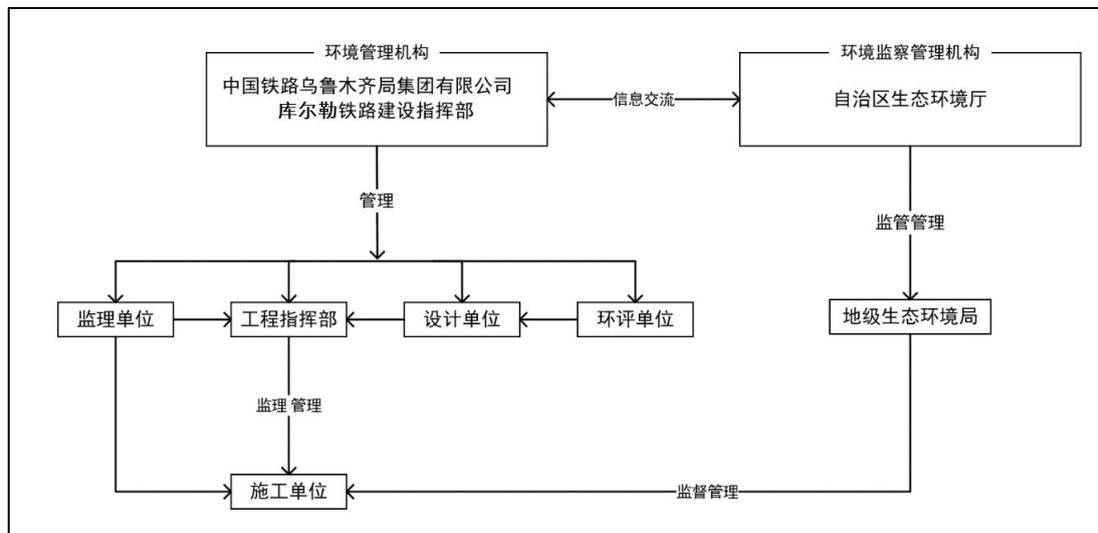 环境管理机构
中国铁路乌鲁木齐局集团有限公司
库尔勒铁路建设指挥部
信息交流
环境监察管理机构
自治区生态环境厅
管理
监管管理
监理单位
工程指挥部
设计单位
环评单位
地级生态环境局
监理 管理
施工单位
监督管理